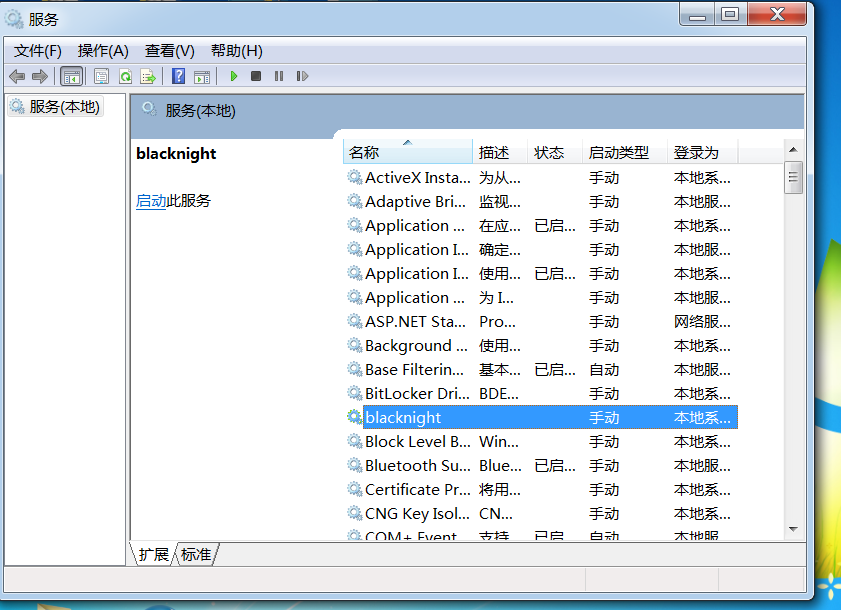 服务
文件(F) 操作(A) 查看(V) 帮助(H)
服务(本地)
服务(本地)
blacknight
启动此服务
名称 描述 状态 启动类型 登录为
ActiveX Insta... 为从... 手动 本地系...
Adaptive Bri... 监视... 手动 本地服...
Application ... 在应... 已启... 手动 本地系...
Application I... 确定... 手动 本地服...
Application I... 使用... 已启... 手动 本地系...
Application ... 为 I... 手动 本地服...
ASP.NET Sta... Pro... 手动 网络服...
Background ... 使用... 手动 本地系...
Base Filterin... 基本... 已启... 自动 本地服...
BitLocker Dri... BDE... 手动 本地系...
blacknight 手动 本地系...
Block Level B... Win... 手动 本地系...
Bluetooth Su... Blue... 已启... 手动 本地服...
Certificate Pr... 将用... 手动 本地系...
CNG Key Isol... CN... 手动 本地系...
COM+ Event 支持 已启 自动 本地服
扩展 标准